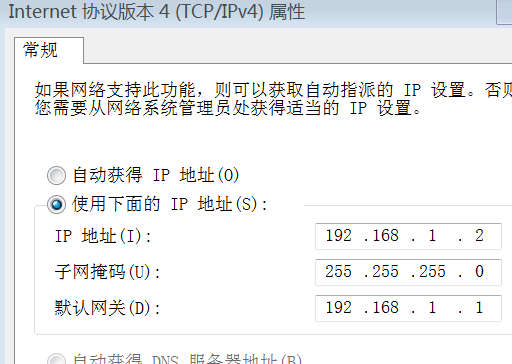 Internet 协议版本 4 (TCP/IPv4) 属性
常规
如果网络支持此功能，则可以获取自动指派的 IP 设置。否则
您需要从网络系统管理员处获得适当的 IP 设置。
自动获得 IP 地址(O)
使用下面的 IP 地址(S):
IP 地址(I): 192 .168 . 1 . 2
子网掩码(U): 255 .255 .255 . 0
默认网关(D): 192 .168 . 1 . 1
自动获得 DNS 服务器地址(B)